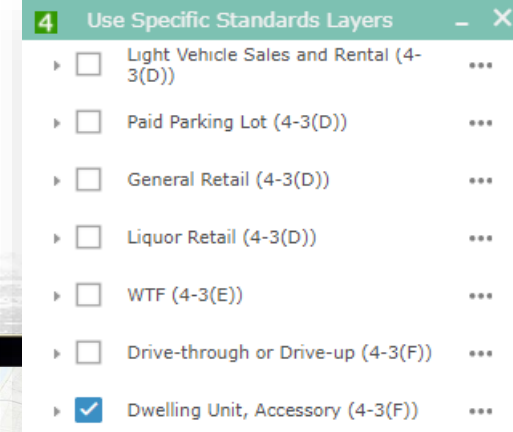 4 Use Specific Standards Layers
Light Vehicle Sales and Rental (4-
3(D))
Paid Parking Lot (4-3(D))
General Retail (4-3(D))
Liquor Retail (4-3(D))
WTF (4-3(E))
Drive-through or Drive-up (4-3(F))
Dwelling Unit, Accessory (4-3(F))